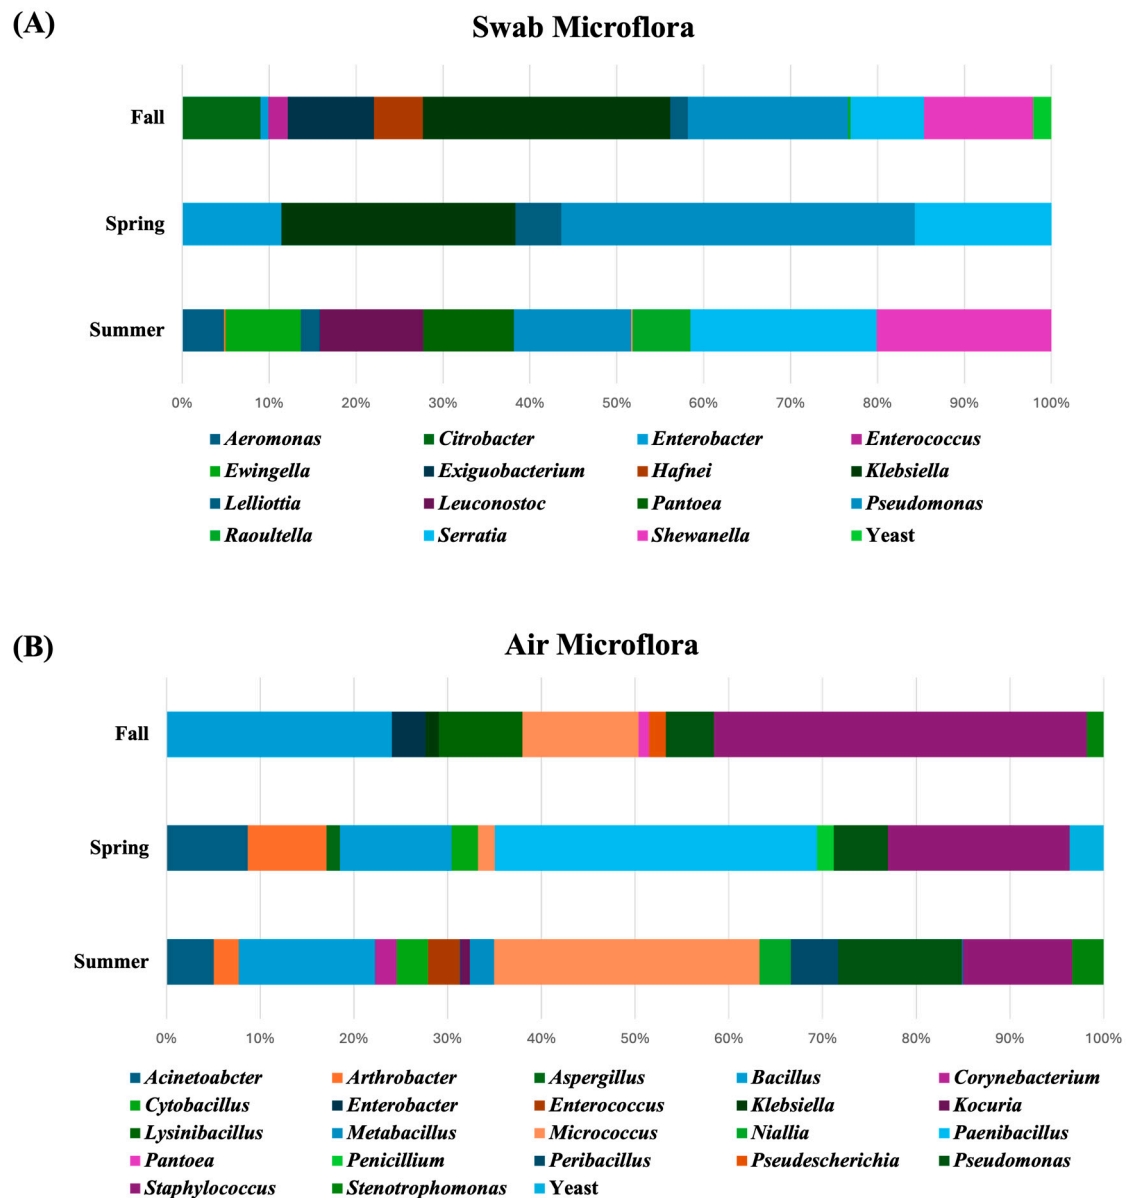 (A)
Swab Microflora
Fall
Spring
Summer
0% 10% 20% 30% 40% 50% 60% 70% 80% 90% 100%
Aeromonas Citrobacter Enterobacter Enterococcus
Ewingella Exiguobacterium Hafnei Klebsiella
Lelliottia Leuconostoc Pantoea Pseudomonas
Raoultella Serratia Shewanella Yeast
(B)
Air Microflora
Fall
Spring
Summer
0% 10% 20% 30% 40% 50% 60% 70% 80% 90% 100%
Acinetoabcter Arthrobacter Aspergillus Bacillus Corynebacterium
Cytobacillus Enterobacter Enterococcus Klebsiella Kocuria
Lysinibacillus Metabacillus Micrococcus Niallia Paenibacillus
Pantoea Penicillium Peribacillus Pseudescherichia Pseudomonas
Staphylococcus Stenotrophomonas Yeast